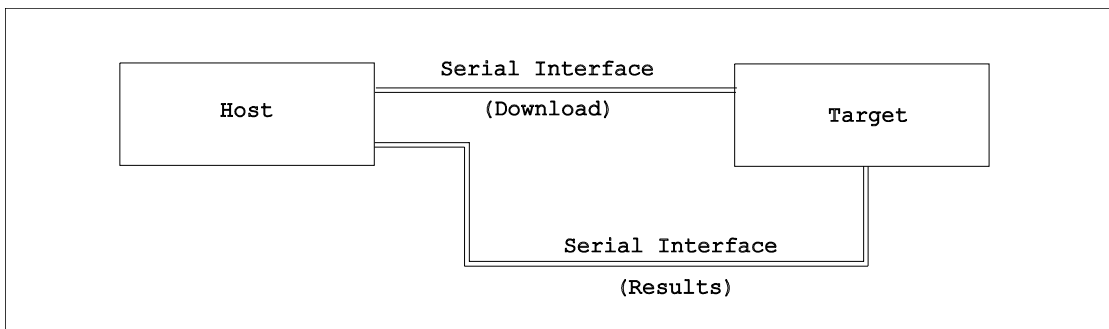 Serial Interface
Host
(Download)
Target
Serial Interface
(Results)